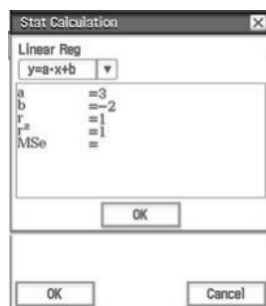 Stat Calculation
Linear Reg
y=a·x+b
a =3
b =-2
r =1
r² =1
MSe =
OK
OK Cancel